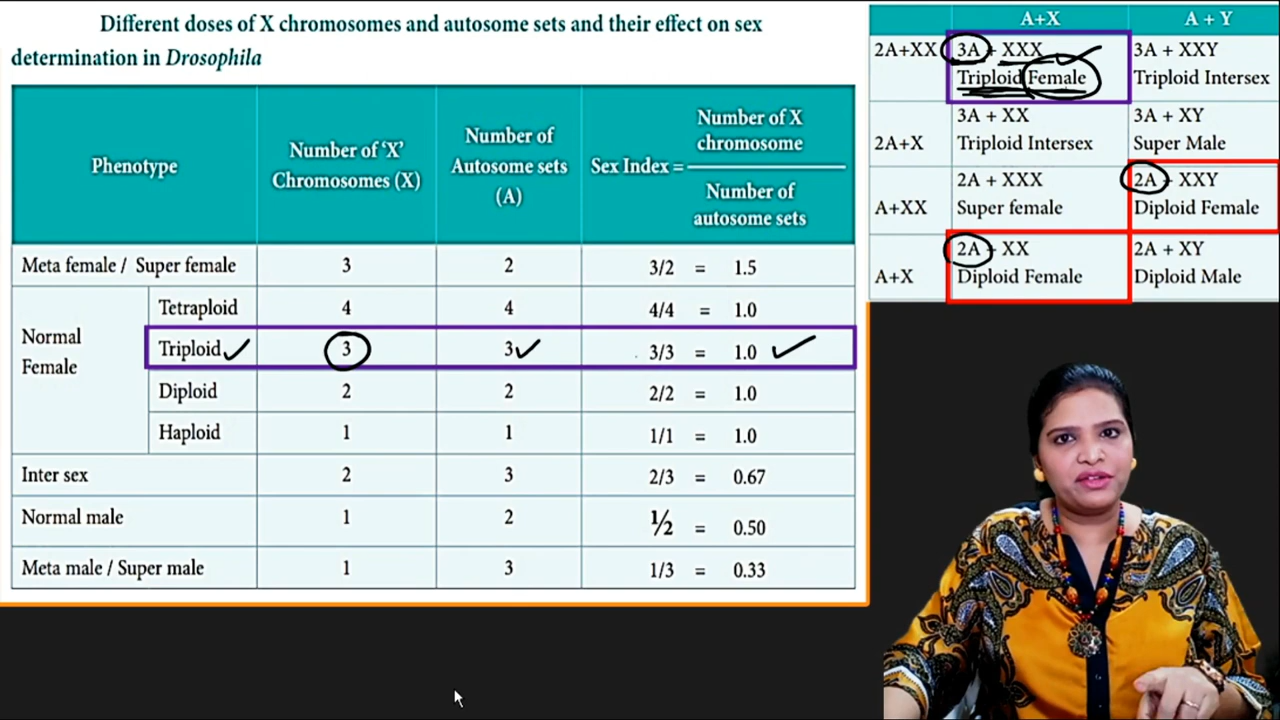 Different doses of X chromosomes and autosome sets and their effect on sex
determination in Drosophila
Phenotype
Number of ‘X’
Chromosomes (X)
Number of
Autosome sets
(A)
Sex Index =
Number of X
chromosome
Number of
autosome sets
Meta female / Super female 3 2 3/2 = 1.5
Normal
Female
Tetraploid 4 4 4/4 = 1.0
Triploid 3 3 3/3 = 1.0
Diploid 2 2 2/2 = 1.0
Haploid 1 1 1/1 = 1.0
Inter sex 2 3 2/3 = 0.67
Normal male 1 2 ½ = 0.50
Meta male / Super male 1 3 1/3 = 0.33
A+X A + Y
2A+XX 3A + XXX 3A + XXY
Triploid Female Triploid Intersex
3A + XX 3A + XY
2A+X Triploid Intersex Super Male
2A + XXX 2A + XXY
A+XX Super female Diploid Female
2A + XX 2A + XY
A+X Diploid Female Diploid Male